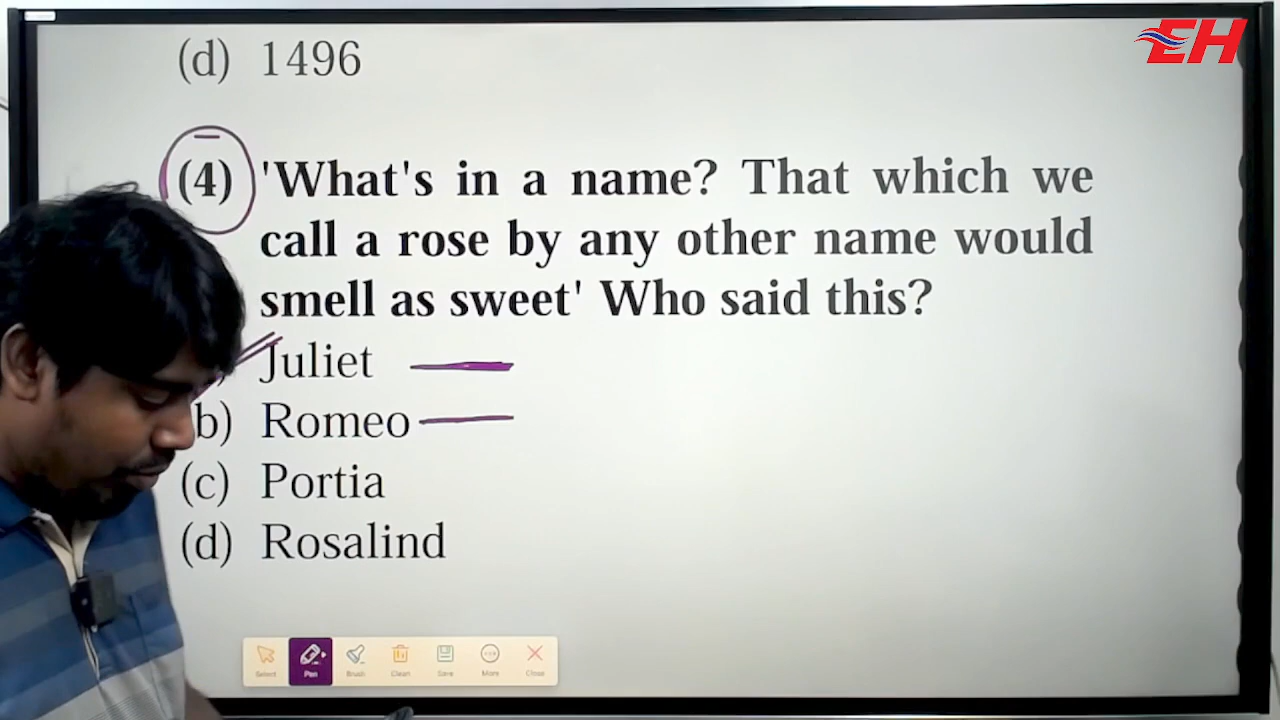 EH
(d) 1496
(4) 'What's in a name? That which we
call a rose by any other name would
smell as sweet' Who said this?
Juliet
b) Romeo
(c) Portia
(d) Rosalind
Select Pen Brush Clean Save More Close